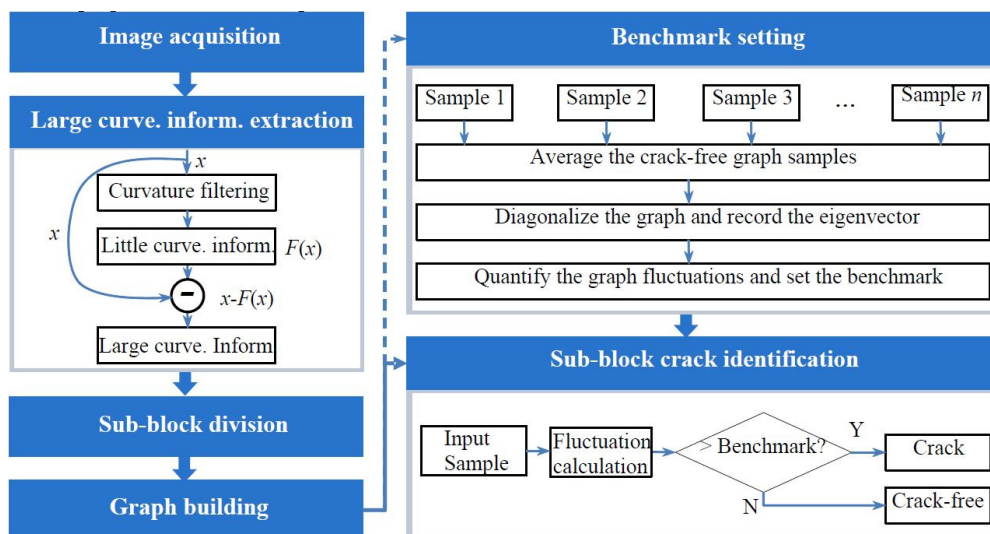 Image acquisition
Large curve. inform. extraction
x
Curvature filtering
x
Little curve. inform.
F(x)
-
x-F(x)
Large curve. Inform
Sub-block division
Graph building
Benchmark setting
Sample 1
Sample 2
Sample 3
...
Sample n
Average the crack-free graph samples
Diagonalize the graph and record the eigenvector
Quantify the graph fluctuations and set the benchmark
Sub-block crack identification
Input
Sample
Fluctuation
calculation
> Benchmark?
Y
Crack
N
Crack-free